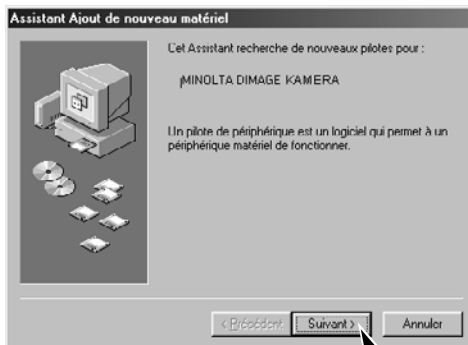 Assistant Ajout de nouveau matériel
Cet Assistant recherche de nouveaux pilotes pour :
MINOLTA DIMAGE KAMERA
Un pilote de périphérique est un logiciel qui permet à un
périphérique matériel de fonctionner.
< Précédent Suivant > Annuler